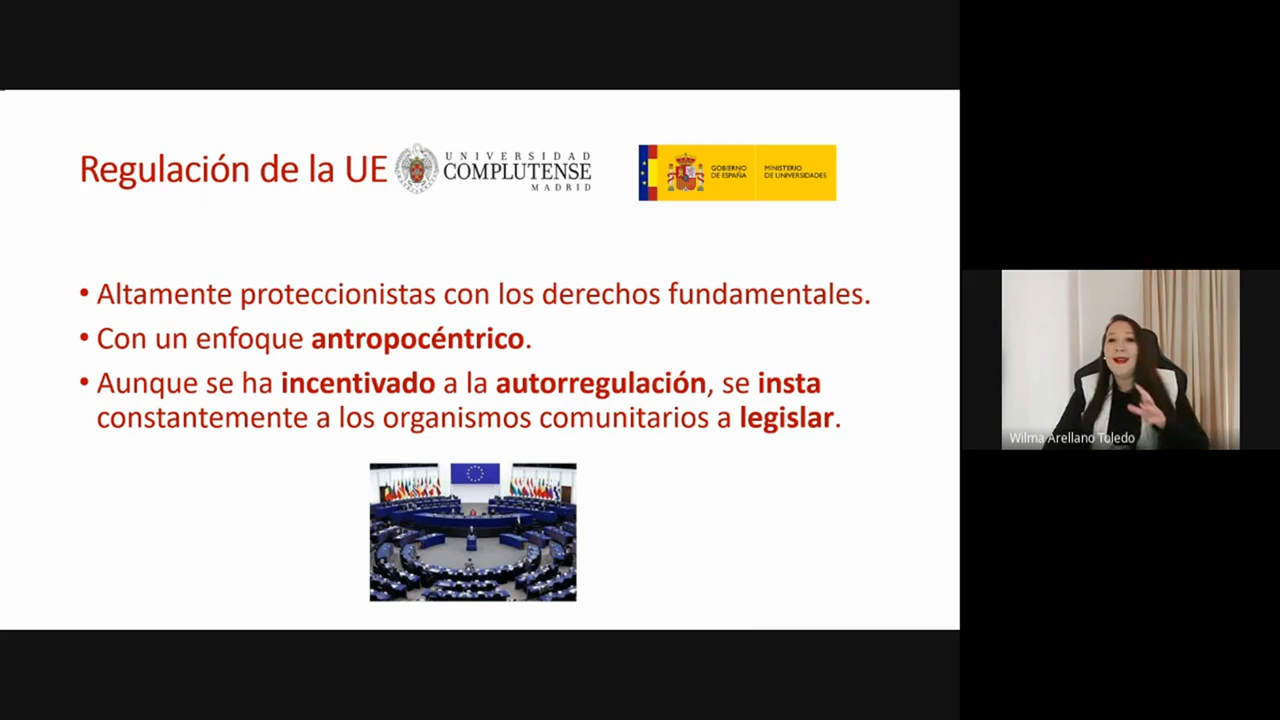 Regulación de la UE
UNIVERSIDAD
COMPLUTENSE
MADRID
GOBIERNO
DE ESPAÑA
MINISTERIO
DE UNIVERSIDADES
• Altamente proteccionistas con los derechos fundamentales.
• Con un enfoque antropocéntrico.
• Aunque se ha incentivado a la autorregulación, se insta
constantemente a los organismos comunitarios a legislar.
Wilma Arellano Toledo